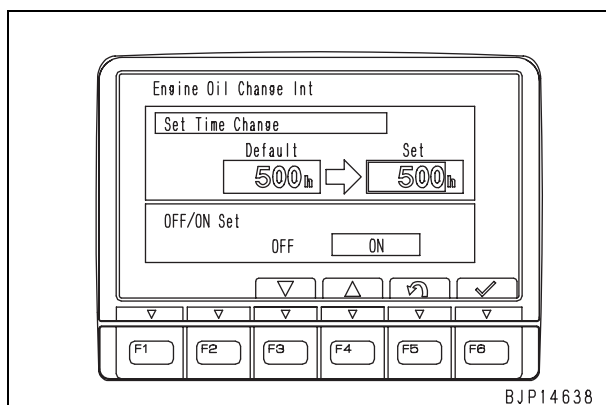 Engine Oil Change Int
Set Time Change
Default Set
500h 500h
OFF/ON Set
OFF ON
F1 F2 F3 F4 F5 F6
BJP14638